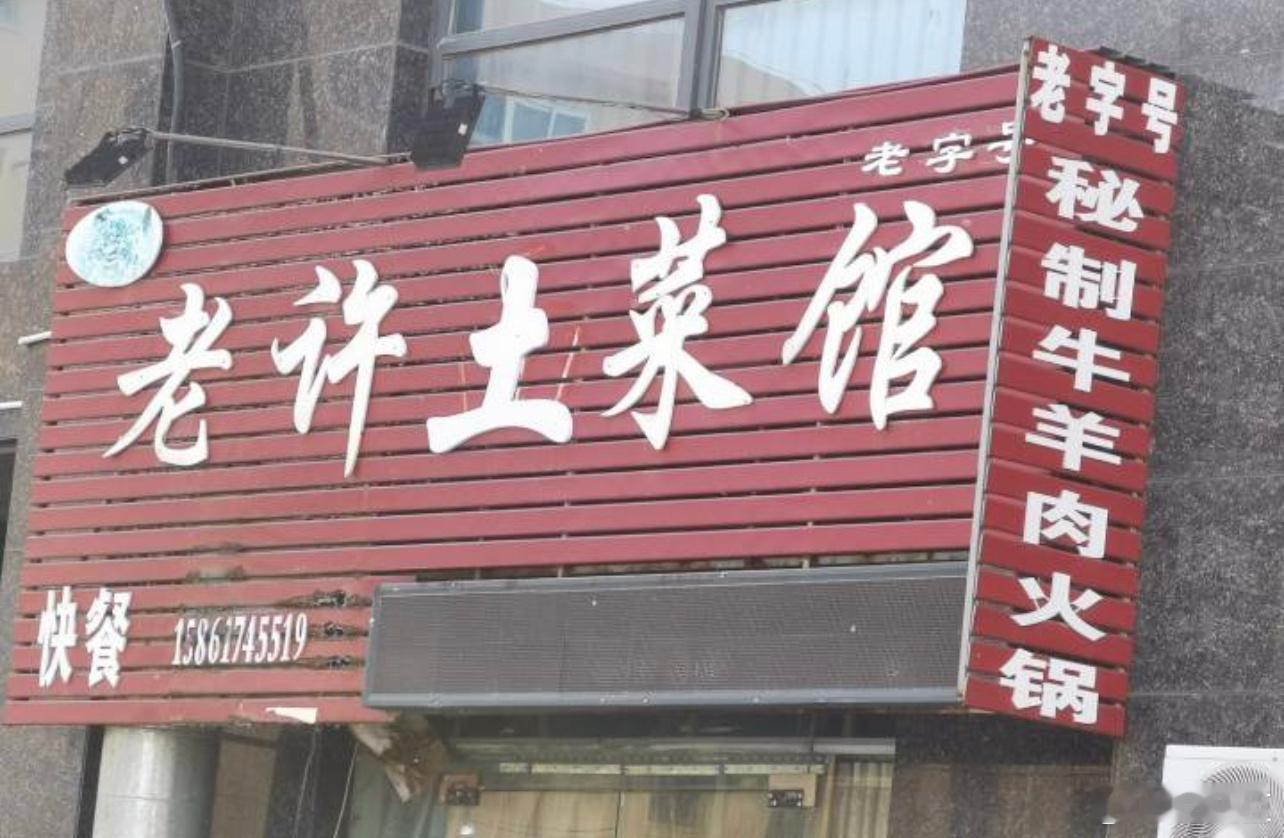 老字号
老许土菜馆
快餐 15861745519
老字号
秘制牛羊肉火锅